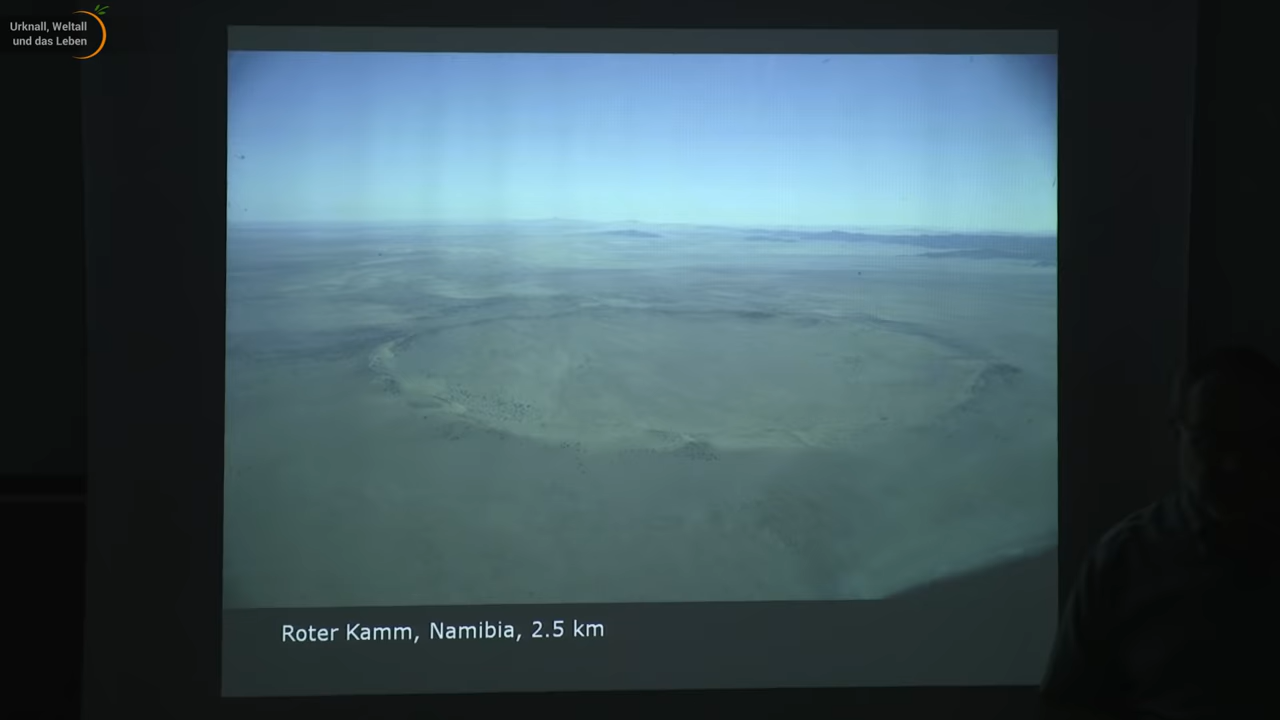 Urknall, Weltall
und das Leben
Roter Kamm, Namibia, 2.5 km